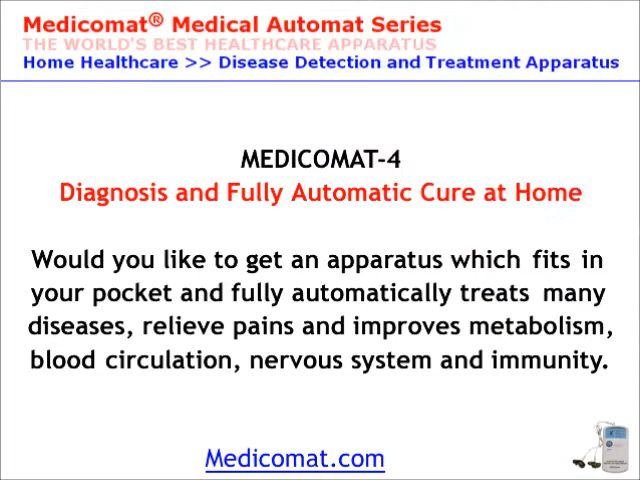 Medicomat® Medical Automat Series
THE WORLD'S BEST HEALTHCARE APPARATUS
Home Healthcare >> Disease Detection and Treatment Apparatus
MEDICOMAT-4
Diagnosis and Fully Automatic Cure at Home
Would you like to get an apparatus which fits in
your pocket and fully automatically treats many
diseases, relieve pains and improves metabolism,
blood circulation, nervous system and immunity.
Medicomat.com